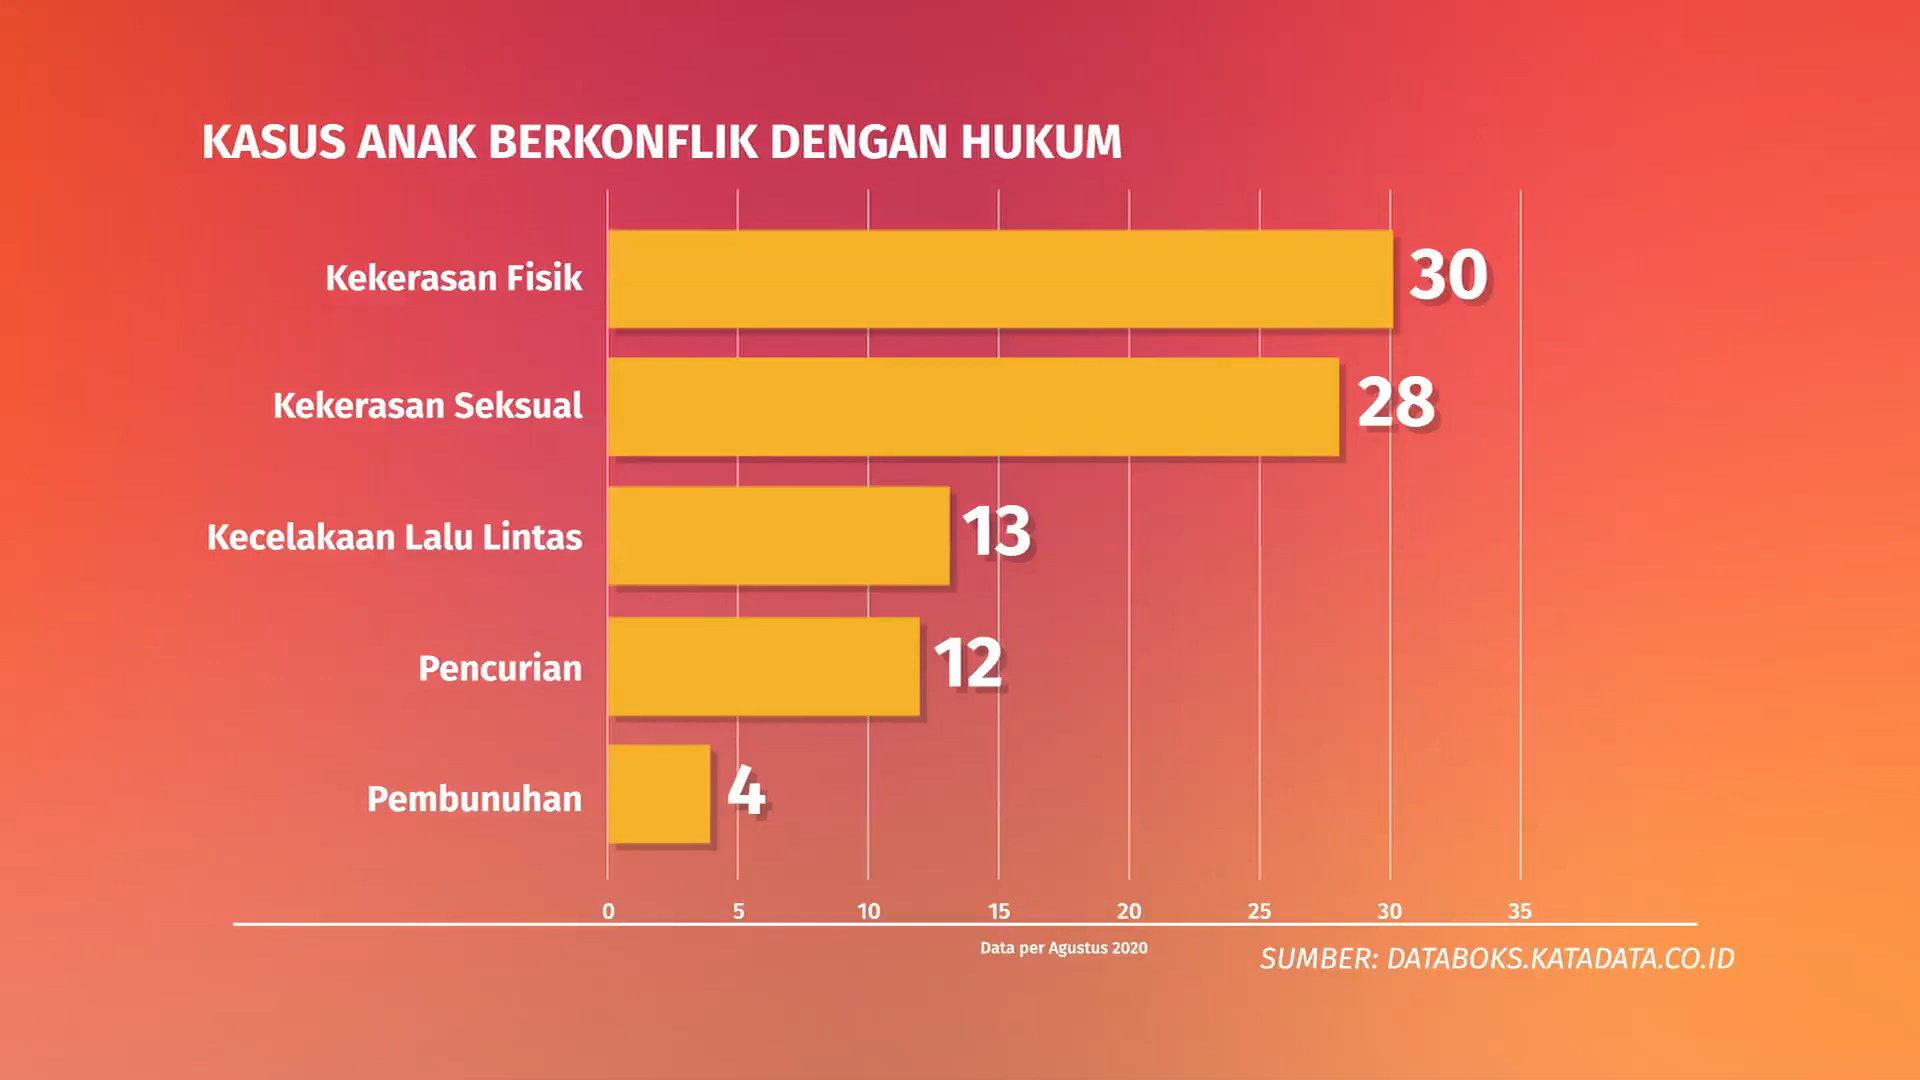 KASUS ANAK BERKONFLIK DENGAN HUKUM
Kekerasan Fisik 30
Kekerasan Seksual 28
Kecelakaan Lalu Lintas 13
Pencurian 12
Pembunuhan 4
0 5 10 15 20 25 30 35
Data per Agustus 2020
SUMBER: DATABOKS.KATADATA.CO.ID